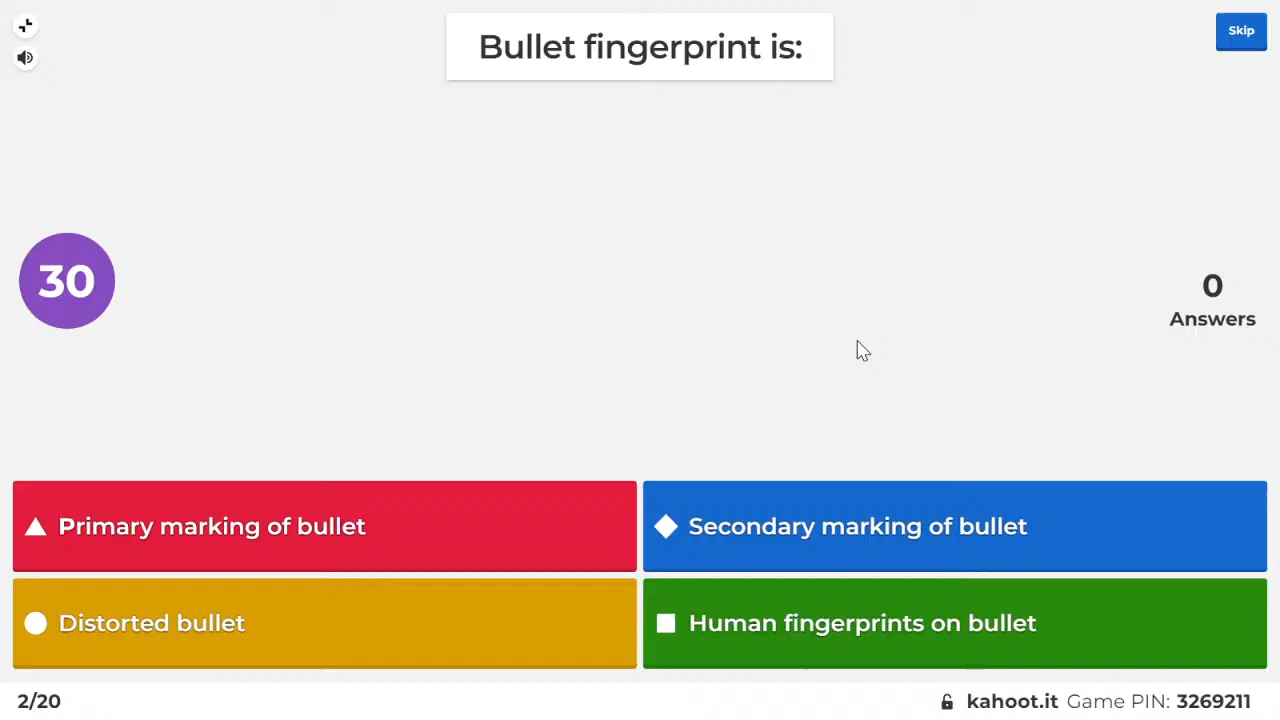 Bullet fingerprint is:
Skip
30
0
Answers
Primary marking of bullet
Secondary marking of bullet
Distorted bullet
Human fingerprints on bullet
2/20
kahoot.it Game PIN: 3269211